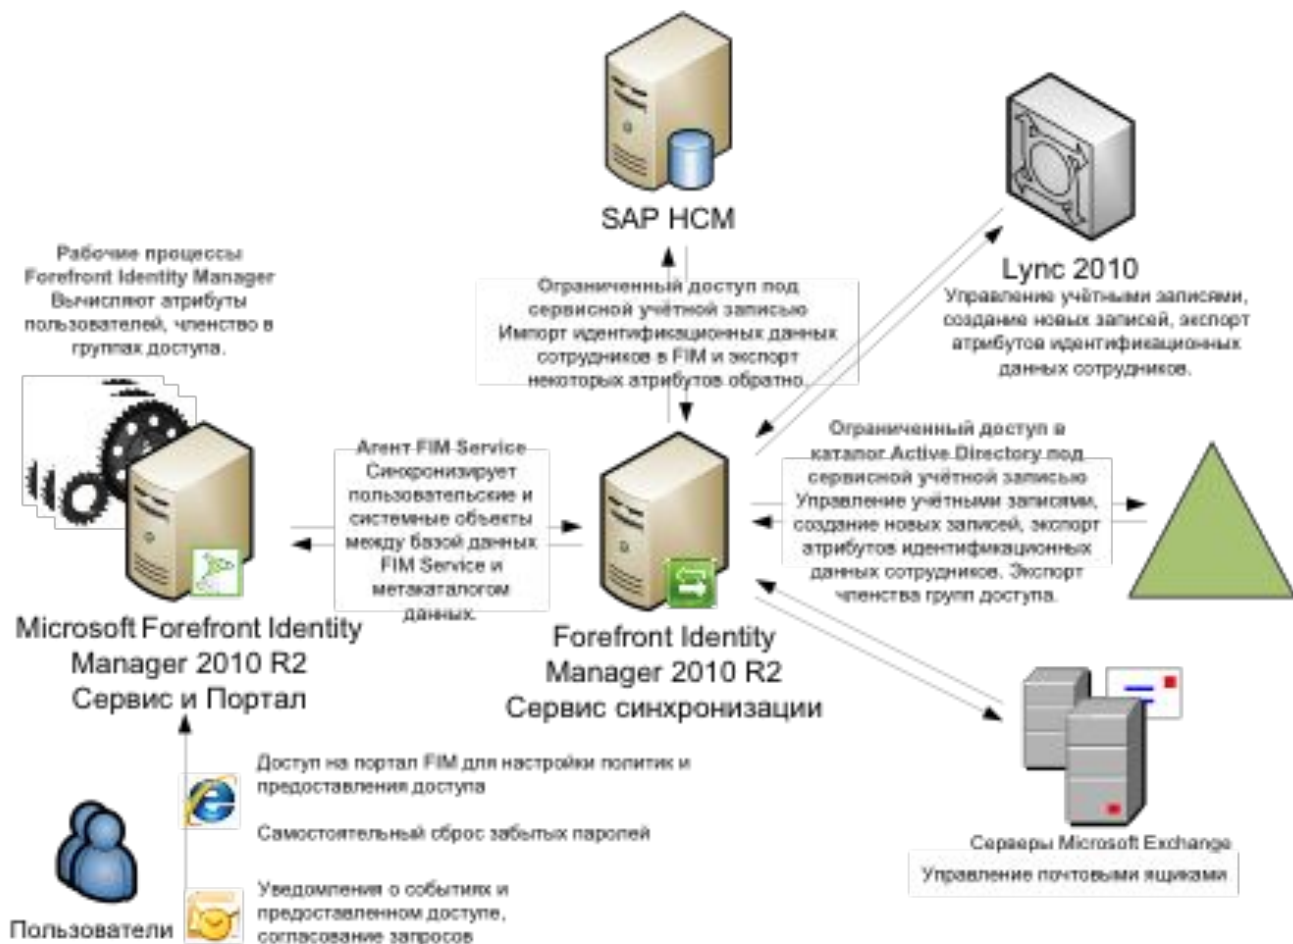 SAP HCM
Lync 2010
Управление учётными записями,
создание новых записей, экспорт
атрибутов идентификационных
данных сотрудников.
Рабочие процессы
Forefront Identity Manager
Вычисляют атрибуты
пользователей, членство в
группах доступа.
Ограниченный доступ под
сервисной учётной записью
Импорт идентификационных данных
сотрудников в FIM и экспорт
некоторых атрибутов обратно.
Агент FIM Service
Синхронизирует
пользовательские и
системные объекты
между базой данных
FIM Service и
метакаталогом
данных.
Ограниченный доступ в
каталог Active Directory под
сервисной учётной записью
Управление учётными записями,
создание новых записей, экспорт
атрибутов идентификационных
данных сотрудников. Экспорт
членства групп доступа.
Microsoft Forefront Identity
Manager 2010 R2
Сервис и Портал
Forefront Identity
Manager 2010 R2
Сервис синхронизации
Доступ на портал FIM для настройки политик и
предоставления доступа
Самостоятельный сброс забытых паролей
Уведомления о событиях и
предоставленном доступе,
согласование запросов
Пользователи
Серверы Microsoft Exchange
Управление почтовыми ящиками